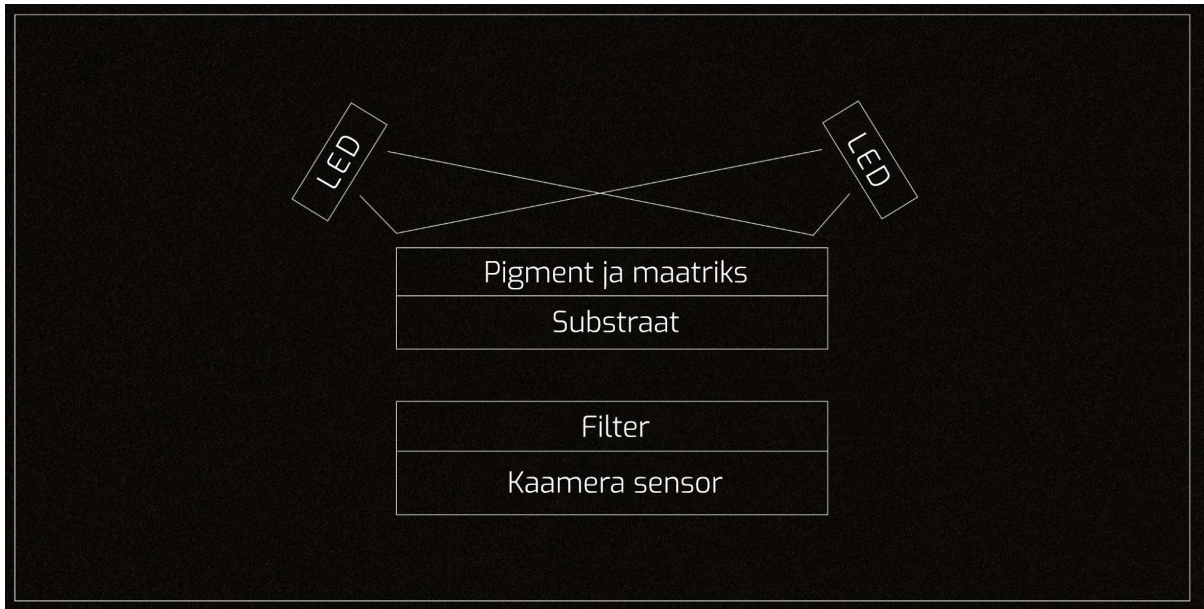 LED
LED
Pigment ja maatriks
Substraat
Filter
Kaamera sensor